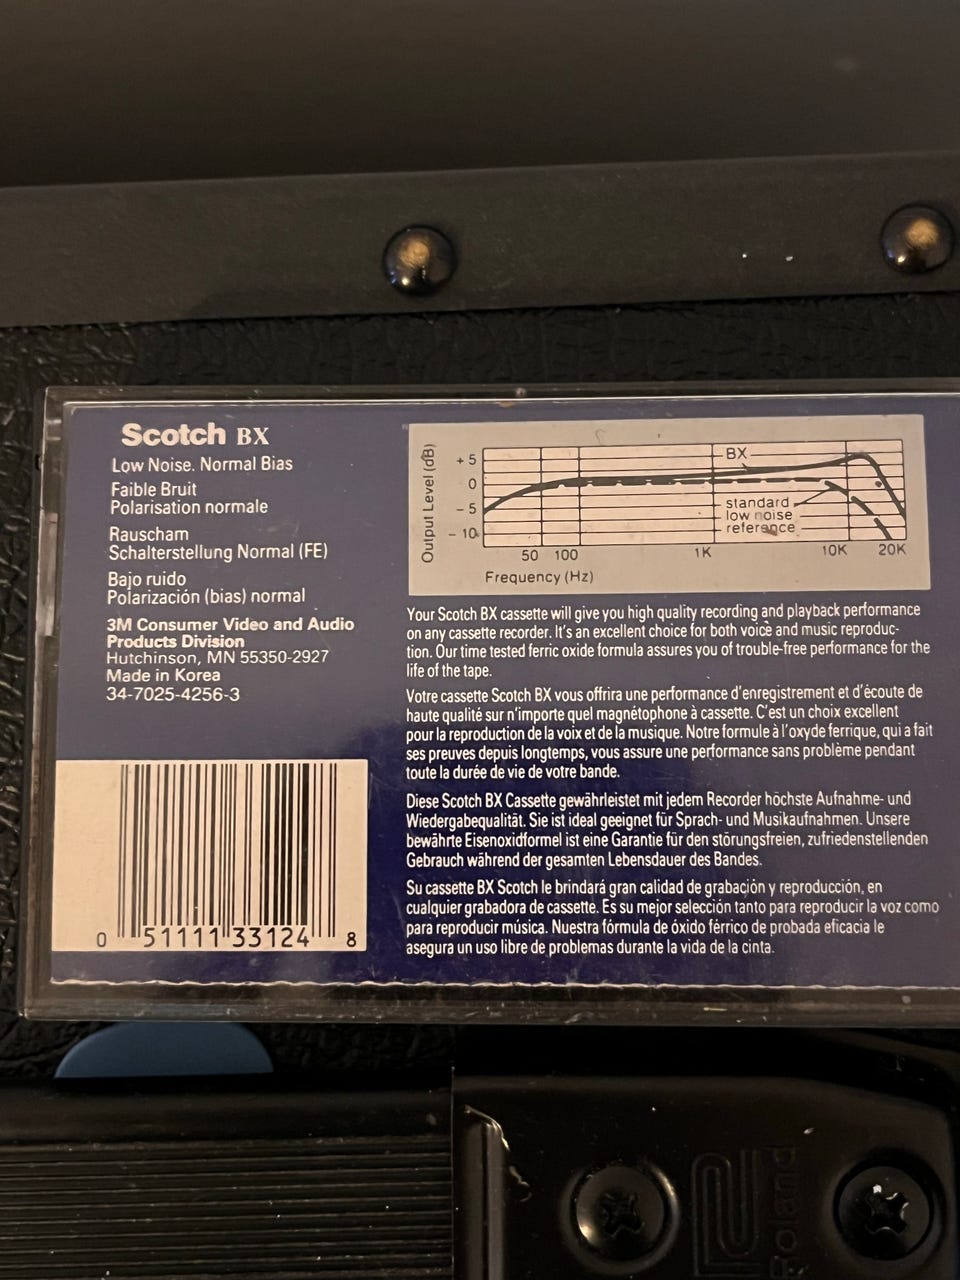 Scotch BX
Low Noise. Normal Bias
Faible Bruit
Polarisation normale
Rauscham
Schalterstellung Normal (FE)
Bajo ruido
Polarización (bias) normal
3M Consumer Video and Audio
Products Division
Hutchinson, MN 55350-2927
Made in Korea
34-7025-4256-3
0 51111 33124 8
Output Level (dB)
+ 5
0
- 5
- 10
BX
standard
low noise
reference
50 100 1K 10K 20K
Frequency (Hz)
Your Scotch BX cassette will give you high quality recording and playback performance
on any cassette recorder. It's an excellent choice for both voice and music reproduc-
tion. Our time tested ferric oxide formula assures you of trouble-free performance for the
life of the tape.
Votre cassette Scotch BX vous offrira une performance d'enregistrement et d'écoute de
haute qualité sur n'importe quel magnétophone à cassette. C'est un choix excellent
pour la reproduction de la voix et de la musique. Notre formule à l'oxyde ferrique, qui a fait
ses preuves depuis longtemps, vous assure une performance sans problème pendant
toute la durée de vie de votre bande.
Diese Scotch BX Cassette gewährleistet mit jedem Recorder höchste Aufnahme- und
Wiedergabequalität. Sie ist ideal geeignet für Sprach- und Musikaufnahmen. Unsere
bewährte Eisenoxidformel ist eine Garantie für den störungsfreien, zufriedenstellenden
Gebrauch während der gesamten Lebensdauer des Bandes.
Su cassette BX Scotch le brindará gran calidad de grabación y reproducción, en
cualquier grabadora de cassette. Es su mejor selección tanto para reproducir la voz como
para reproducir música. Nuestra fórmula de óxido férrico de probada eficacia le
asegura un uso libre de problemas durante la vida de la cinta.
Roland